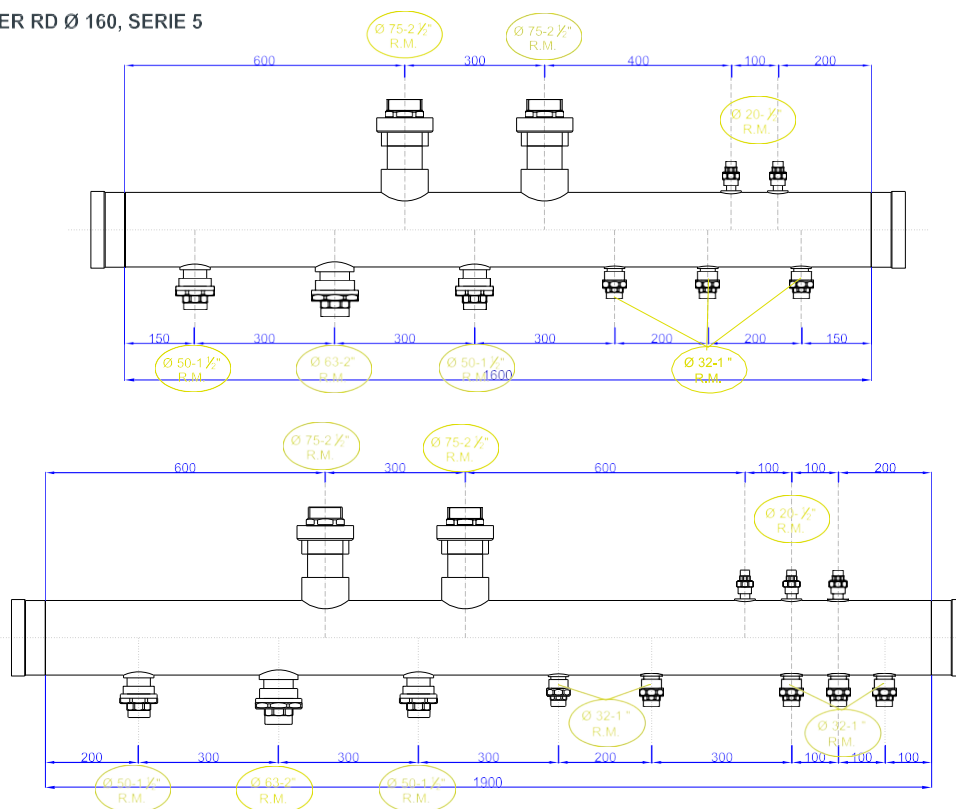 ER RD Ø 160, SERIE 5
Ø 75-2 ½"
R.M.
Ø 75-2 ½"
R.M.
600
300
400
100
200
Ø 20-½"
R.M.
150
300
300
300
200
200
150
Ø 50-1 ½"
R.M.
Ø 63-2"
R.M.
Ø 50-1 ½"
R.M.
Ø 32-1 "
R.M.
1600
Ø 75-2 ½"
R.M.
Ø 75-2 ½"
R.M.
600
300
600
100
100
200
Ø 20-½"
R.M.
Ø 32-1 "
R.M.
Ø 32-1 "
R.M.
200
300
300
300
200
300
100
100
100
Ø 50-1 ½"
R.M.
Ø 63-2"
R.M.
Ø 50-1 ½"
R.M.
1900